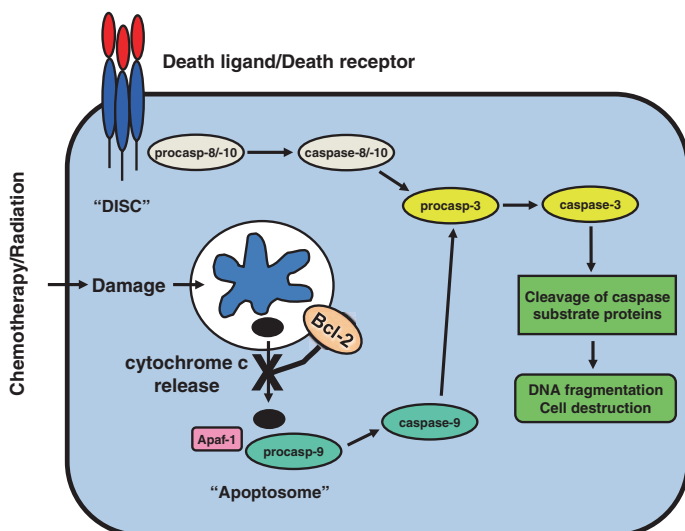 Death ligand/Death receptor
procasp-8/-10
caspase-8/-10
"DISC"
procasp-3
caspase-3
Chemotherapy/Radiation
Damage
Bcl-2
Cleavage of caspase
substrate proteins
cytochrome c
release
X
DNA fragmentation
Cell destruction
Apaf-1
procasp-9
caspase-9
"Apoptosome"